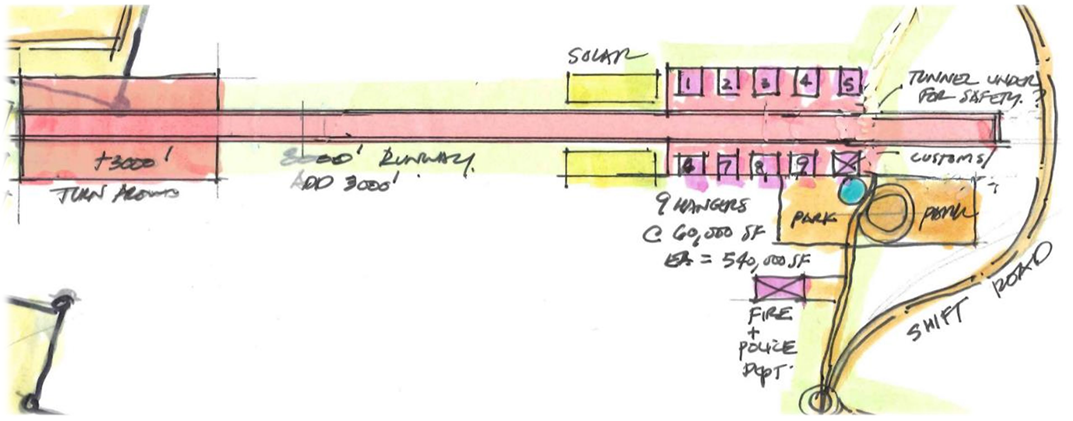 SOLAR
1 2 3 4 5
TUNNEL UNDER
FOR SAFETY. ?
+3000'
TURN AROUND
8000' RUNWAY
ADD 3000'
6 7 8 9
CUSTOMS/
9 HANGERS
@ 60,000 SF
EA = 540,000 SF
PARK
PARK
FIRE
+
POLICE
DEPT.
SHIFT ROAD